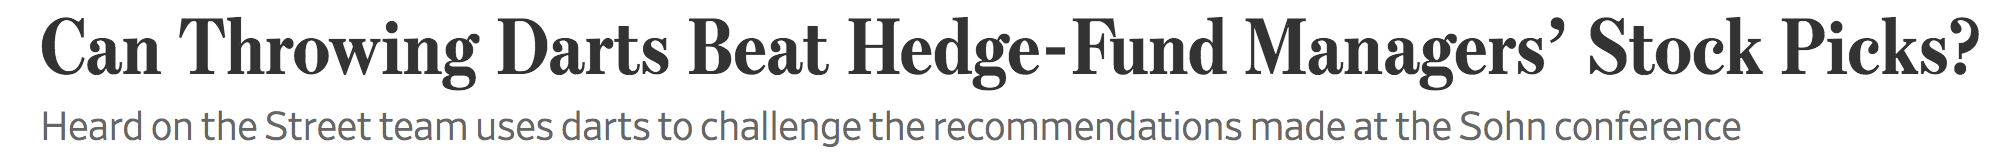 Can Throwing Darts Beat Hedge-Fund Managers’ Stock Picks?
Heard on the Street team uses darts to challenge the recommendations made at the Sohn conference